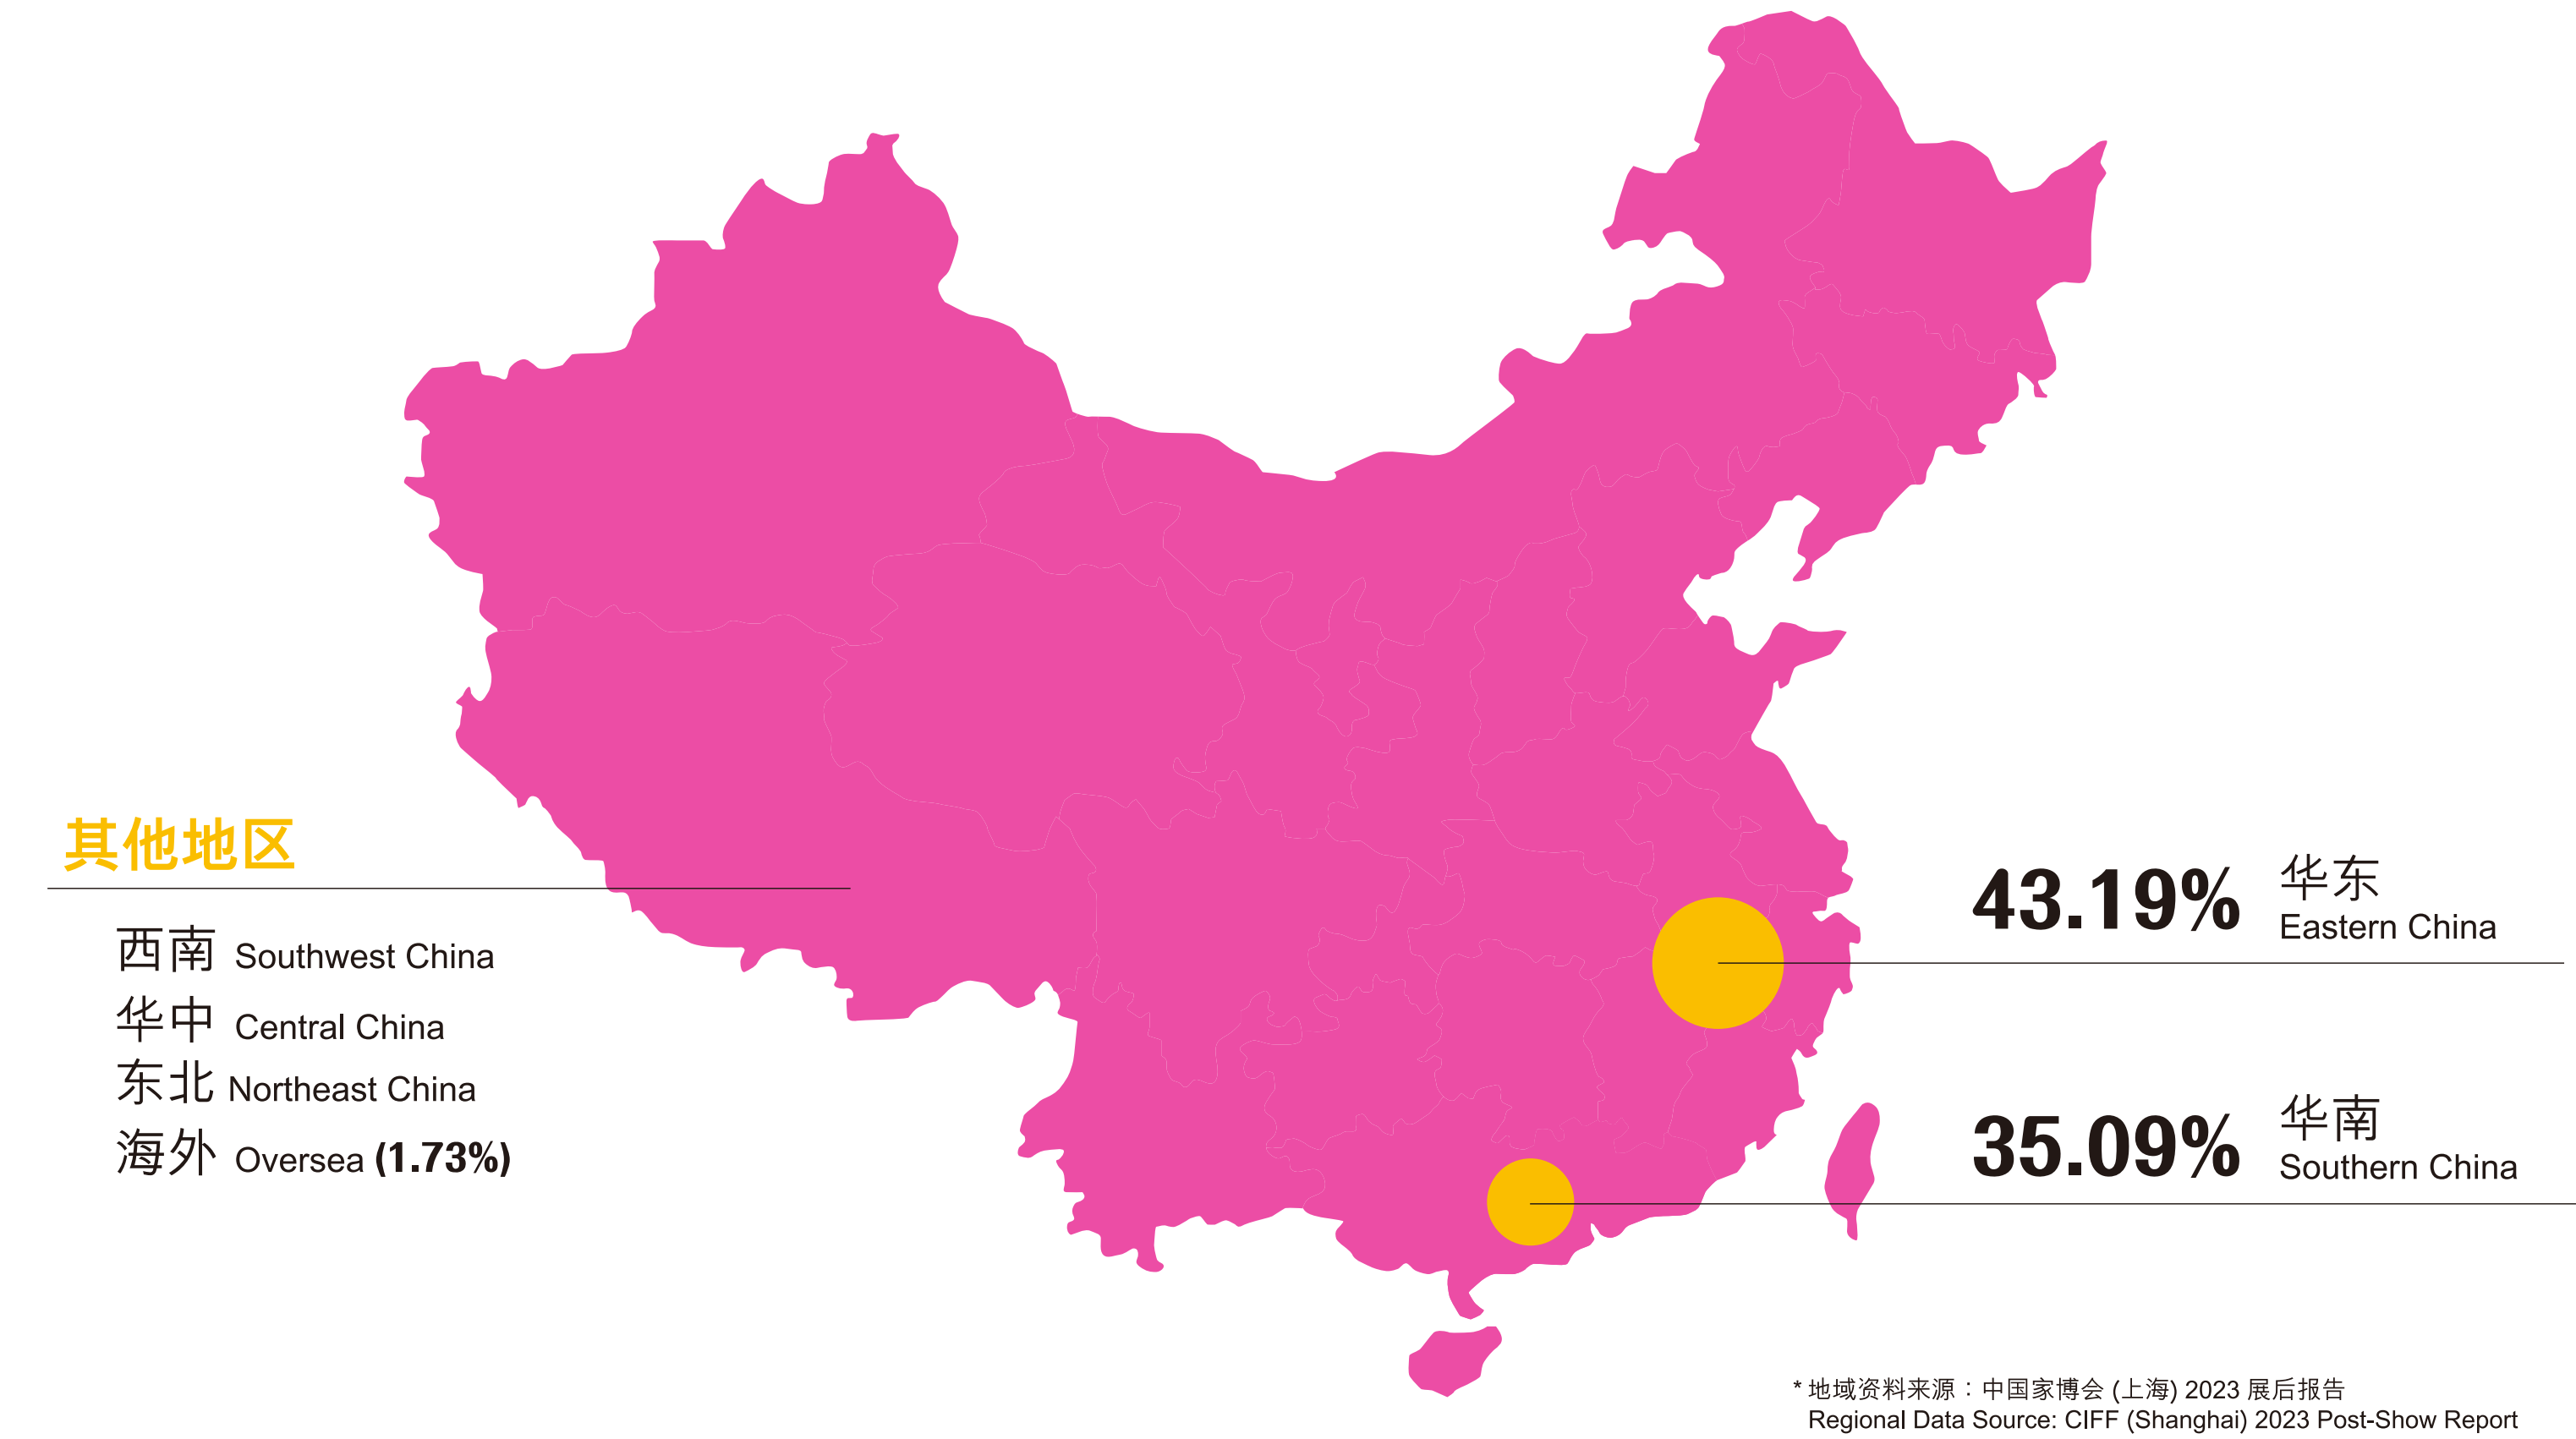 其他地区
西南 Southwest China
华中 Central China
东北 Northeast China
海外 Oversea (1.73%)
43.19% 华东
Eastern China
35.09% 华南
Southern China
* 地域资料来源：中国家博会 (上海) 2023 展后报告
Regional Data Source: CIFF (Shanghai) 2023 Post-Show Report